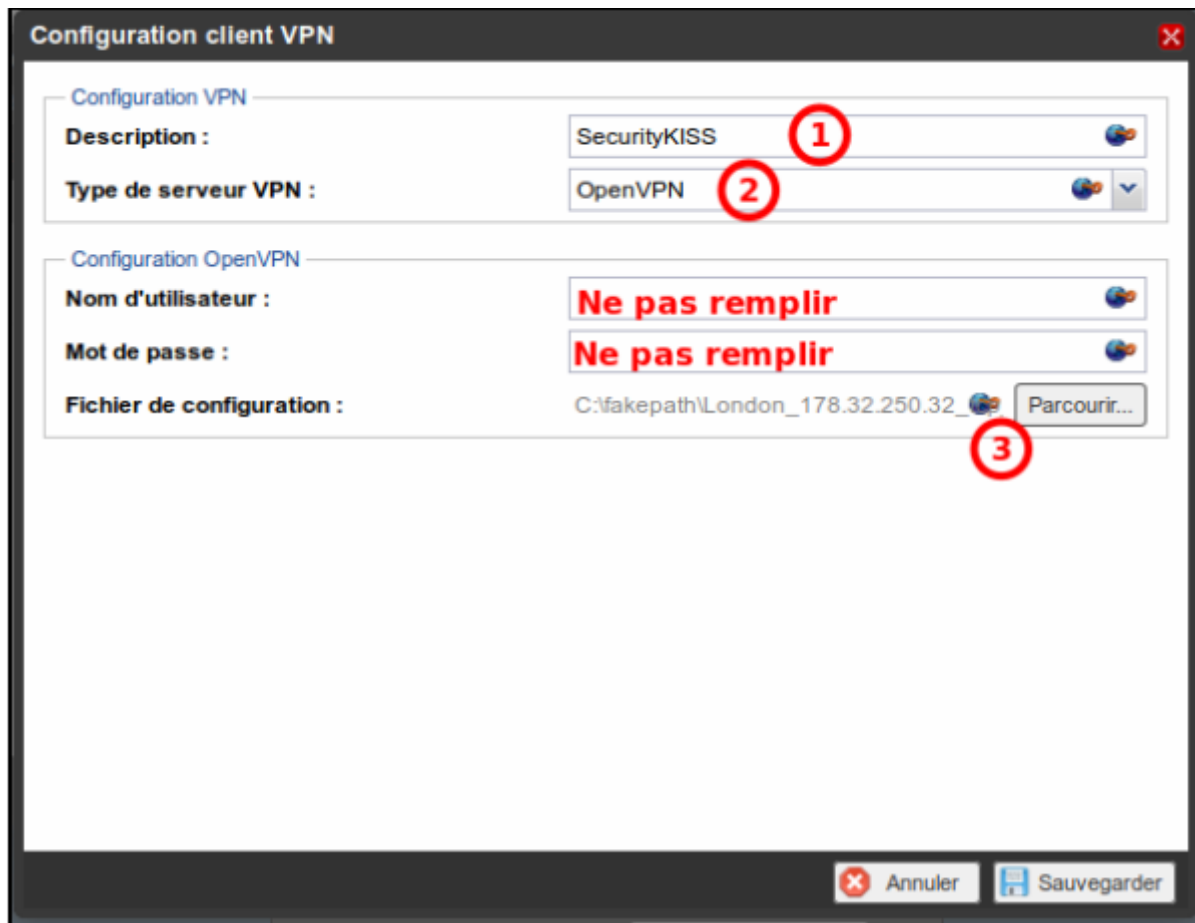 Configuration client VPN
Configuration VPN
Description : SecurityKISS 1
Type de serveur VPN : OpenVPN 2
Configuration OpenVPN
Nom d'utilisateur : Ne pas remplir
Mot de passe : Ne pas remplir
Fichier de configuration : C:\fakepath\London_178.32.250.32_ Parcourir...
3
Annuler Sauvegarder